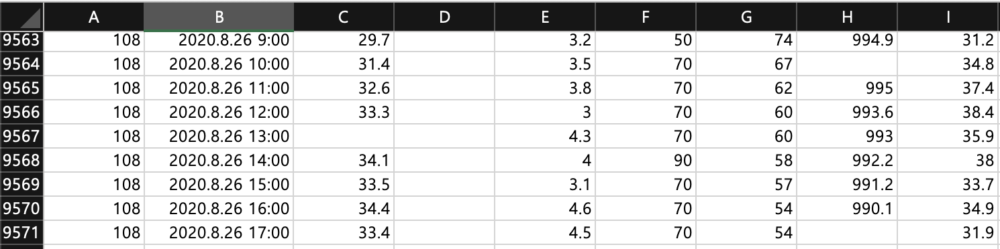 A B C D E F G H I
9563 108 2020.8.26 9:00 29.7 3.2 50 74 994.9 31.2
9564 108 2020.8.26 10:00 31.4 3.5 70 67 34.8
9565 108 2020.8.26 11:00 32.6 3.8 70 62 995 37.4
9566 108 2020.8.26 12:00 33.3 3 70 60 993.6 38.4
9567 108 2020.8.26 13:00 4.3 70 60 993 35.9
9568 108 2020.8.26 14:00 34.1 4 90 58 992.2 38
9569 108 2020.8.26 15:00 33.5 3.1 70 57 991.2 33.7
9570 108 2020.8.26 16:00 34.4 4.6 70 54 990.1 34.9
9571 108 2020.8.26 17:00 33.4 4.5 70 54 31.9